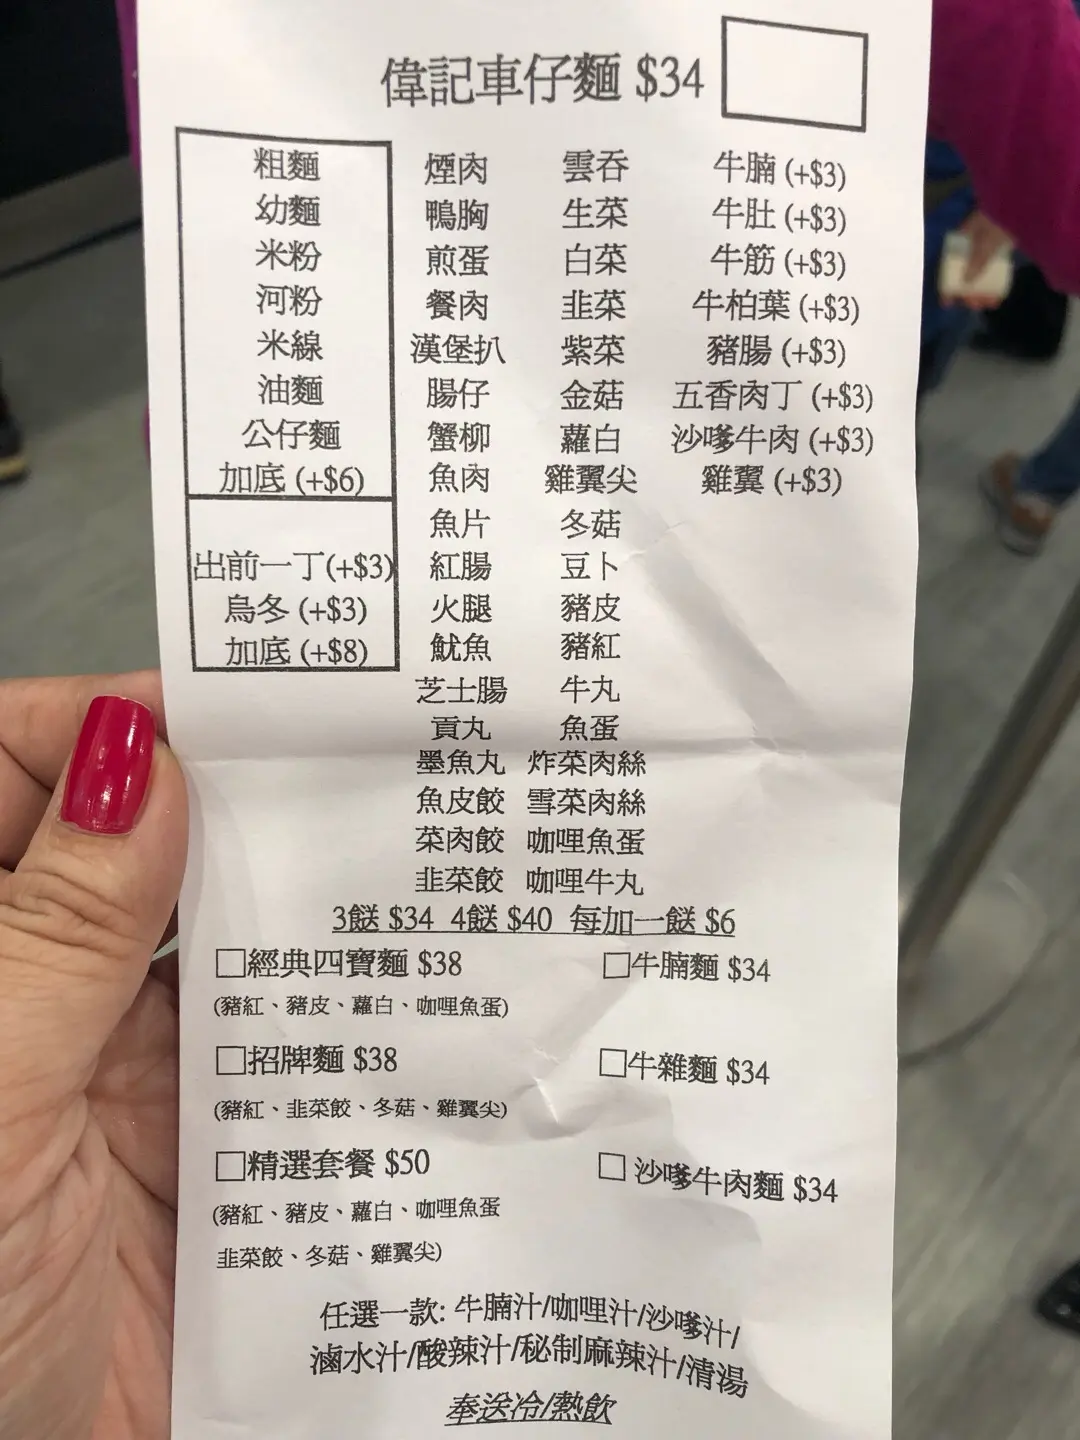 偉記車仔麵 $34
粗麵 煙肉 雲吞 牛腩 (+$3)
幼麵 鴨胸 生菜 牛肚 (+$3)
米粉 煎蛋 白菜 牛筋 (+$3)
河粉 餐肉 韭菜 牛柏葉 (+$3)
米線 漢堡扒 紫菜 豬腸 (+$3)
油麵 腸仔 金菇 五香肉丁 (+$3)
公仔麵 蟹柳 蘿白 沙嗲牛肉 (+$3)
加底 (+$6) 魚肉 雞翼尖 雞翼 (+$3)
魚片 冬菇
出前一丁(+$3) 紅腸 豆卜
烏冬 (+$3) 火腿 豬皮
加底 (+$8) 魷魚 豬紅
芝士腸 牛丸
貢丸 魚蛋
墨魚丸 炸菜肉絲
魚皮餃 雪菜肉絲
菜肉餃 咖哩魚蛋
韭菜餃 咖哩牛丸
3餸 $34 4餸 $40 每加一餸 $6
□經典四寶麵 $38 □牛腩麵 $34
(豬紅、豬皮、蘿白、咖哩魚蛋)
□招牌麵 $38 □牛雜麵 $34
(豬紅、韭菜餃、冬菇、雞翼尖)
□精選套餐 $50 □ 沙嗲牛肉麵 $34
(豬紅、豬皮、蘿白、咖哩魚蛋
韭菜餃、冬菇、雞翼尖)
任選一款: 牛腩汁/咖哩汁/沙嗲汁/
滷水汁/酸辣汁/秘制麻辣汁/清湯
奉送冷/熱飲